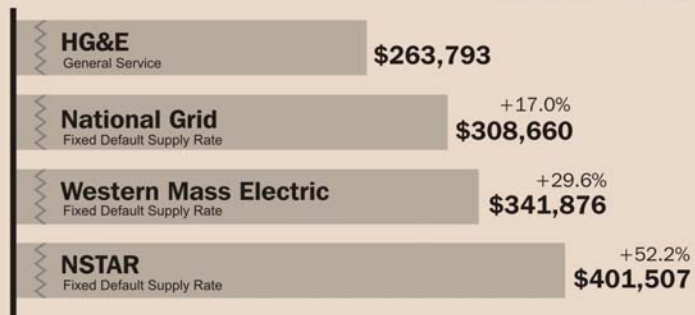 HG&E
General Service
$263,793
National Grid
Fixed Default Supply Rate
+17.0%
$308,660
Western Mass Electric
Fixed Default Supply Rate
+29.6%
$341,876
NSTAR
Fixed Default Supply Rate
+52.2%
$401,507